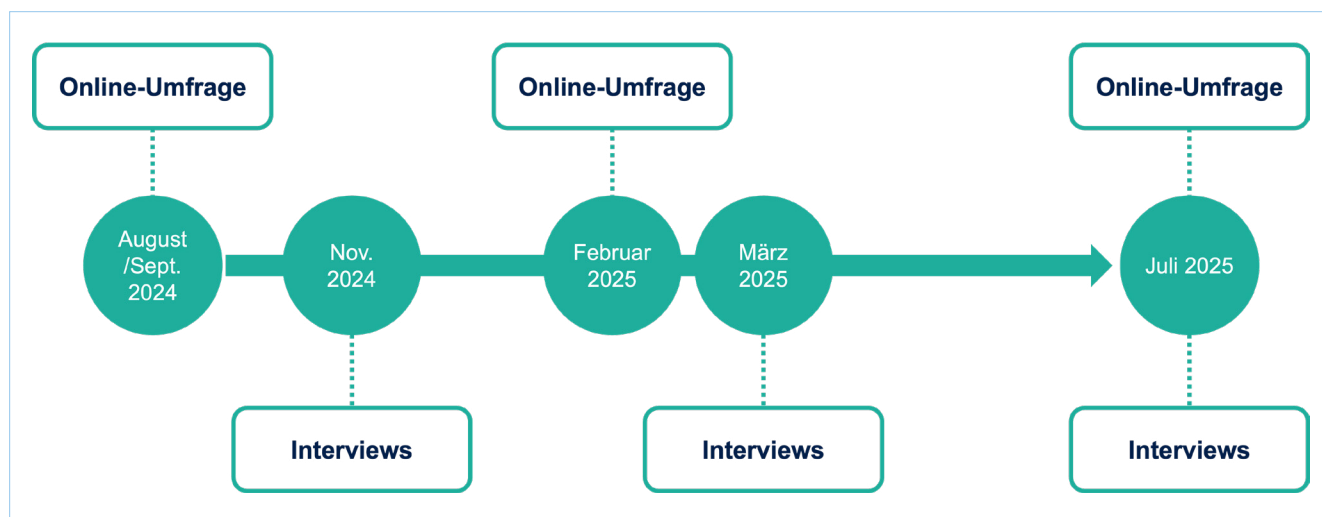 Online-Umfrage
Online-Umfrage
Online-Umfrage
August
/Sept.
2024
Nov.
2024
Februar
2025
März
2025
Juli 2025
Interviews
Interviews
Interviews